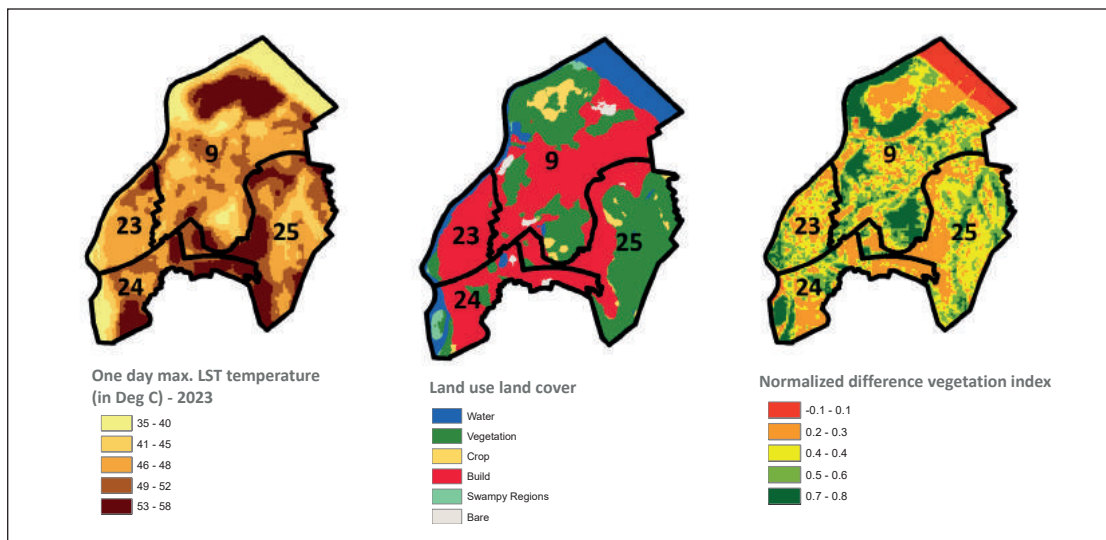 9
23
25
24
9
23
25
24
9
23
25
24
One day max. LST temperature
(in Deg C) - 2023
35 - 40
41 - 45
46 - 48
49 - 52
53 - 58
Land use land cover
Water
Vegetation
Crop
Build
Swampy Regions
Bare
Normalized difference vegetation index
-0.1 - 0.1
0.2 - 0.3
0.4 - 0.4
0.5 - 0.6
0.7 - 0.8